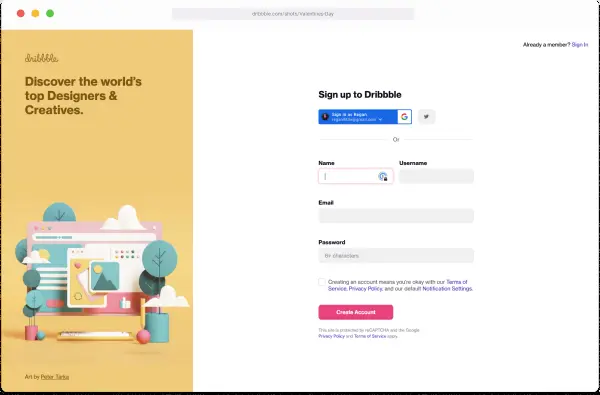 dribbble.com/shots/Valentines-Day
Already a member? Sign In
dribbble
Discover the world's
top Designers &
Creatives.
Art by Peter Tarka
Sign up to Dribbble
Sign in as Regan
Or
Name
Username
Email
Password
6+ characters
Creating an account means you're okay with our Terms of
Service, Privacy Policy, and our default Notification Settings.
Create Account
This site is protected by reCAPTCHA and the Google
Privacy Policy and Terms of Service apply.